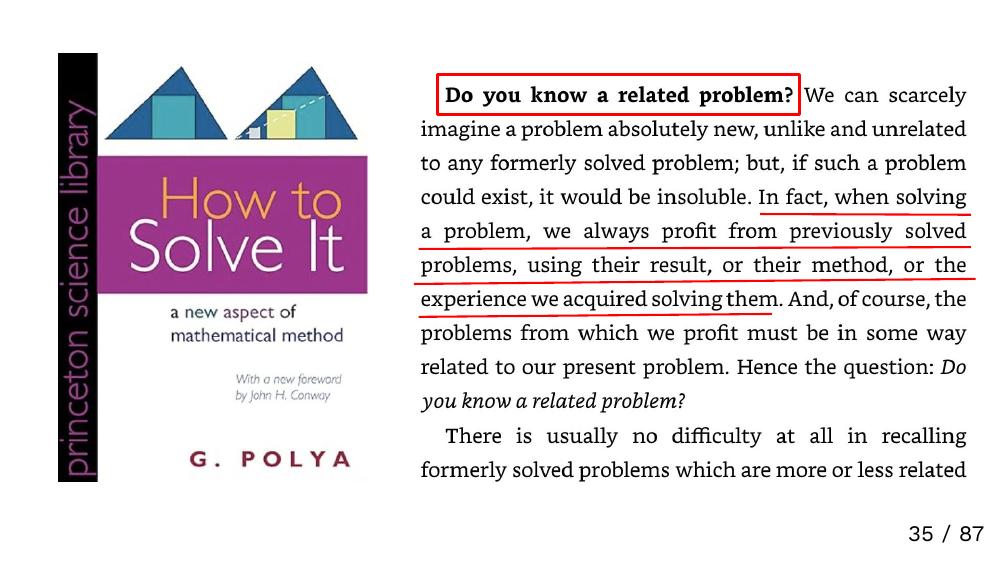 princeton science library
How to
Solve It
a new aspect of
mathematical method
With a new foreword
by John H. Conway
G. POLYA
Do you know a related problem? We can scarcely
imagine a problem absolutely new, unlike and unrelated
to any formerly solved problem; but, if such a problem
could exist, it would be insoluble. In fact, when solving
a problem, we always profit from previously solved
problems, using their result, or their method, or the
experience we acquired solving them. And, of course, the
problems from which we profit must be in some way
related to our present problem. Hence the question: Do
you know a related problem?
There is usually no difficulty at all in recalling
formerly solved problems which are more or less related
35 / 87